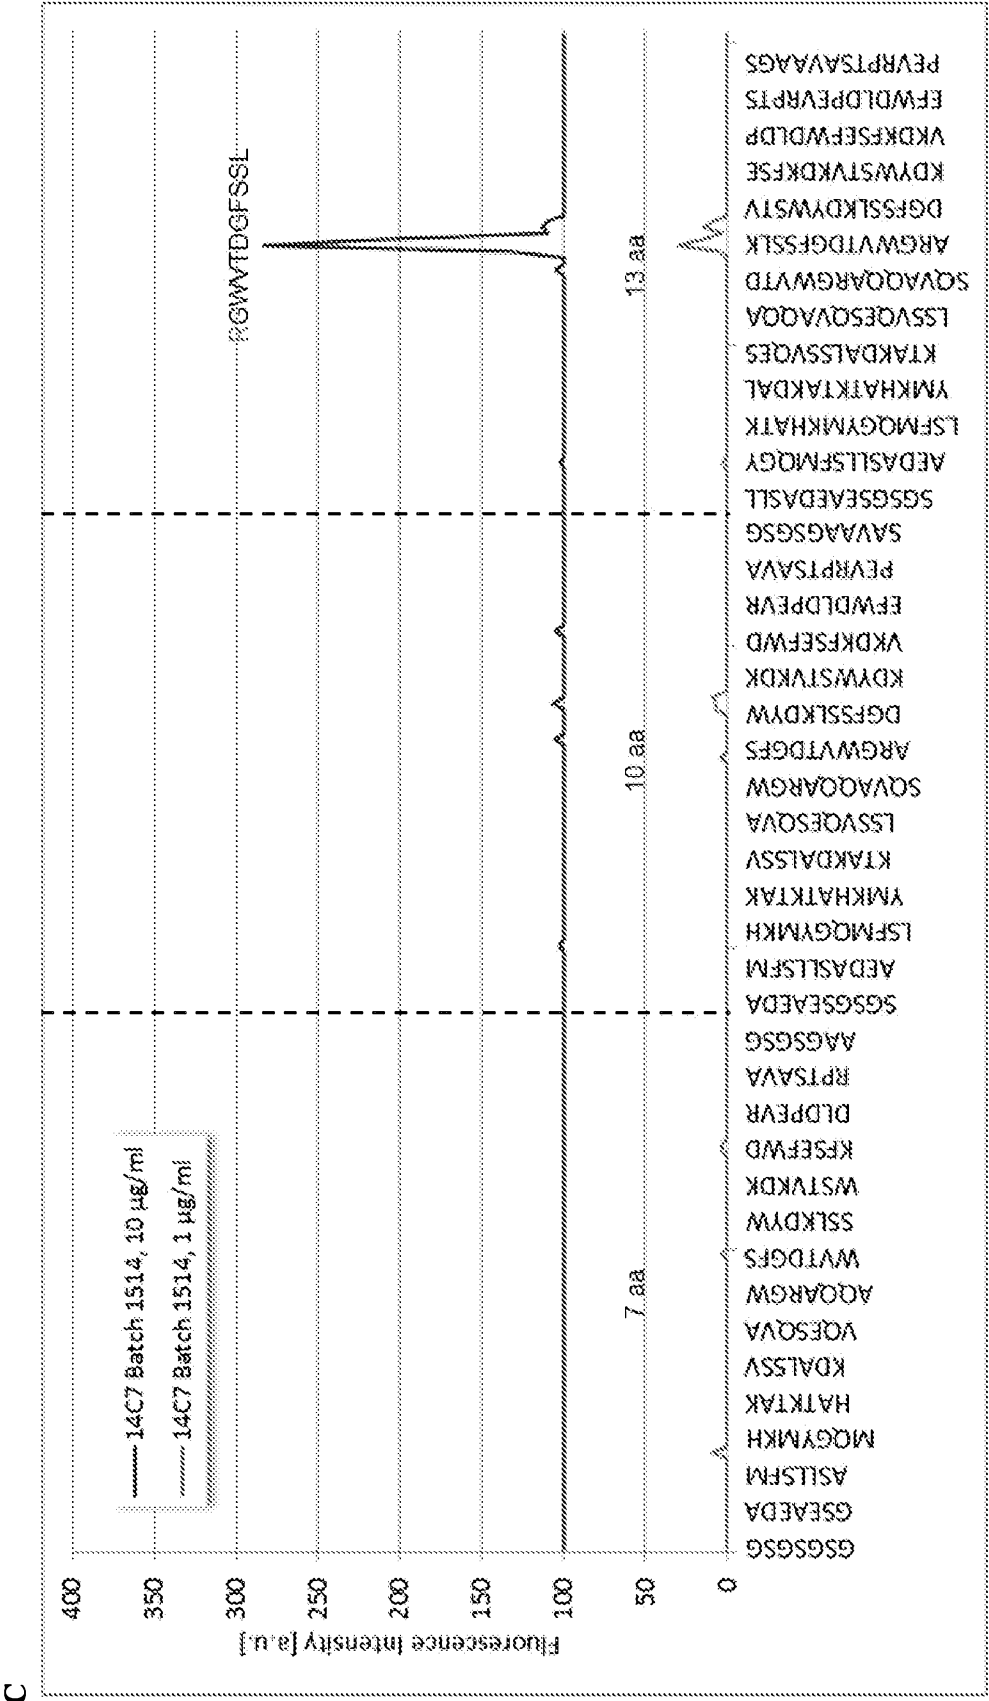 C
Fluorescence Intensity [a.u.]
400
350
300
250
200
150
100
50
0
14C7 Batch 1514, 10 µg/ml
14C7 Batch 1514, 1 µg/ml
RGWVTDGFSSL
7 aa
10 aa
13 aa
GSGSGSG
GSEAEDA
ASLLSFM
MQGYMKH
HATKTAK
KDALSSV
VQESQVA
AQQARGW
WVTDGFS
SSLKDYW
WSTVKDK
KFSEFWD
DLDPEVR
RPTSAVA
AAGSGSG
SGSGSEAEDA
AEDASLLSFM
LSFMQGYMKH
YMKHATKTAK
KTAKDALSSV
LSSVQESQVA
SQVAQQARGW
ARGWVTDGFS
DGFSSLKDYW
KDYWSTVKDK
VKDKFSEFWD
EFWDLDPEVR
PEVRPTSAVA
SAVAAGSGSG
SGSGSEAEDASLL
AEDASLLSFMQGY
LSFMQGYMKHATK
YMKHATKTAKDAL
KTAKDALSSVQES
LSSVQESQVAQQA
SQVAQQARGWVTD
ARGWVTDGFSSLK
DGFSSLKDYWSTV
KDYWSTVKDKFSE
VKDKFSEFWDLDP
EFWDLDPEVRPTS
PEVRPTSAVAAGS